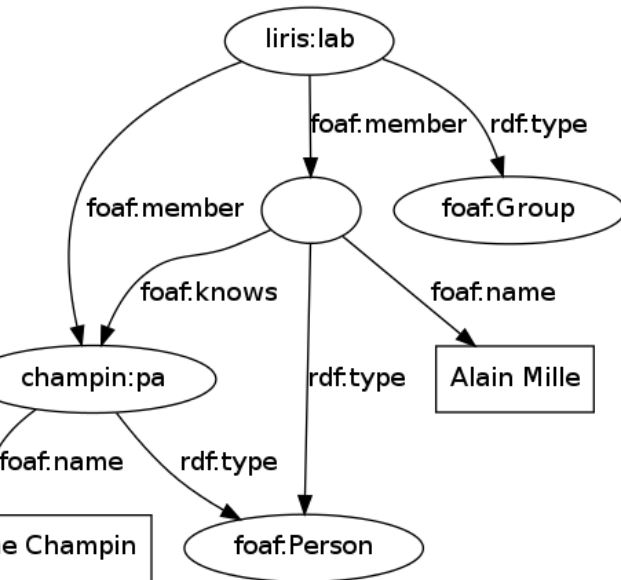 liris:lab
foaf:member
rdf:type
foaf:member
foaf:Group
foaf:knows
foaf:name
champin:pa
rdf:type
Alain Mille
foaf:name
rdf:type
Champin
foaf:Person